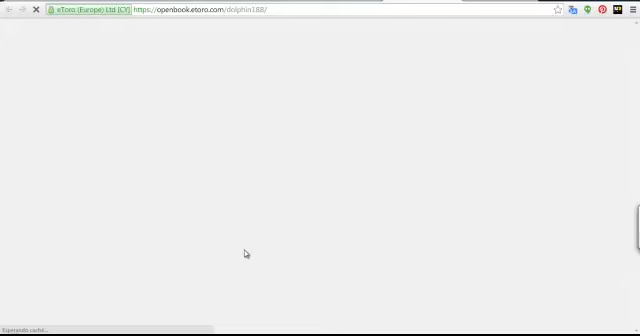 eToro (Europe) Ltd [CY] https://openbook.etoro.com/dolphin188/
Esperando caché...